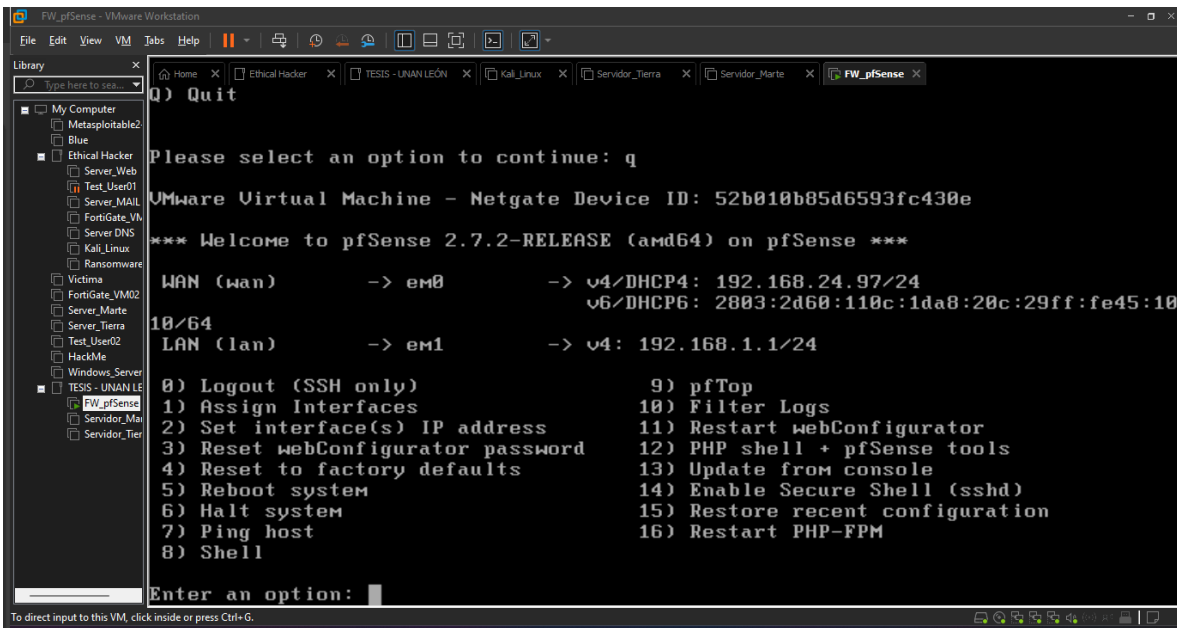 FW_pfSense - VMware Workstation
File Edit View VM Tabs Help
Library
Type here to sea...
Home
Ethical Hacker
TESIS - UNAN LEÓN
Kali_Linux
Servidor_Tierra
Servidor_Marte
FW_pfSense
My Computer
Metasploitable2-
Blue
Ethical Hacker
Server_Web
Test_User01
Server_MAIL
FortiGate_VM
Server DNS
Kali_Linux
Ransomware
Victima
FortiGate_VM02
Server_Marte
Server_Tierra
Test_User02
HackMe
Windows_Server
TESIS - UNAN LE
FW_pfSense
Servidor_Mar
Servidor_Tier
Q) Quit
Please select an option to continue: q
VMware Virtual Machine - Netgate Device ID: 52b010b85d6593fc430e
*** Welcome to pfSense 2.7.2-RELEASE (amd64) on pfSense ***
WAN (wan) -> em0 -> v4/DHCP4: 192.168.24.97/24
v6/DHCP6: 2803:2d60:110c:1da8:20c:29ff:fe45:10
10/64
LAN (lan) -> em1 -> v4: 192.168.1.1/24
0) Logout (SSH only) 9) pfTop
1) Assign Interfaces 10) Filter Logs
2) Set interface(s) IP address 11) Restart webConfigurator
3) Reset webConfigurator password 12) PHP shell + pfSense tools
4) Reset to factory defaults 13) Update from console
5) Reboot system 14) Enable Secure Shell (sshd)
6) Halt system 15) Restore recent configuration
7) Ping host 16) Restart PHP-FPM
8) Shell
Enter an option:
To direct input to this VM, click inside or press Ctrl+G.